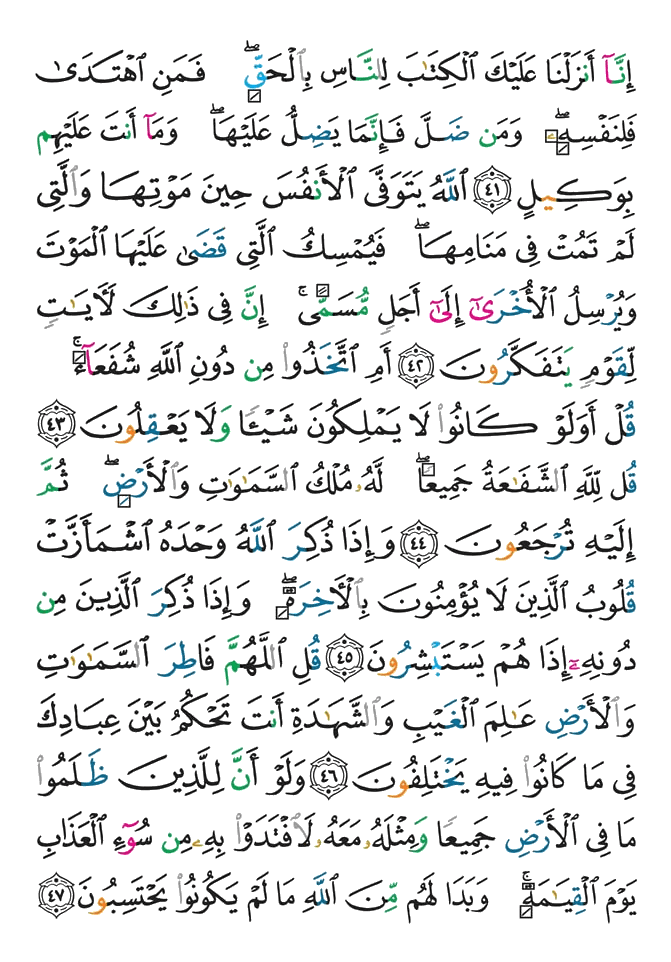 إِنَّآ أَنزَلْنَا عَلَيْكَ ٱلْكِتَٰبَ لِلنَّاسِ بِٱلْحَقِّۖ فَمَنِ ٱهْتَدَىٰ
فَلِنَفْسِهِۦۖ وَمَن ضَلَّ فَإِنَّمَا يَضِلُّ عَلَيْهَاۖ وَمَآ أَنتَ عَلَيْهِم
بِوَكِيلٍ ٤١ ٱللَّهُ يَتَوَفَّى ٱلْأَنفُسَ حِينَ مَوْتِهَا وَٱلَّتِى
لَمْ تَمُتْ فِى مَنَامِهَاۖ فَيُمْسِكُ ٱلَّتِى قَضَىٰ عَلَيْهَا ٱلْمَوْتَ
وَيُرْسِلُ ٱلْأُخْرَىٰٓ إِلَىٰٓ أَجَلٍ مُّسَمًّىۚ إِنَّ فِى ذَٰلِكَ لَـَٔايَٰتٍ
لِّقَوْمٍ يَتَفَكَّرُونَ ٤٢ أَمِ ٱتَّخَذُوا۟ مِن دُونِ ٱللَّهِ شُفَعَآءَۚ
قُلْ أَوَلَوْ كَانُوا۟ لَا يَمْلِكُونَ شَيْـًٔا وَلَا يَعْقِلُونَ ٤٣
قُل لِّلَّهِ ٱلشَّفَٰعَةُ جَمِيعًاۖ لَّهُۥ مُلْكُ ٱلسَّمَٰوَٰتِ وَٱلْأَرْضِۖ ثُمَّ
إِلَيْهِ تُرْجَعُونَ ٤٤ وَإِذَا ذُكِرَ ٱللَّهُ وَحْدَهُ ٱشْمَأَزَّتْ
قُلُوبُ ٱلَّذِينَ لَا يُؤْمِنُونَ بِٱلْـَٔاخِرَةِۖ وَإِذَا ذُكِرَ ٱلَّذِينَ مِن
دُونِهِۦٓ إِذَا هُمْ يَسْتَبْشِرُونَ ٤٥ قُلِ ٱللَّهُمَّ فَاطِرَ ٱلسَّمَٰوَٰتِ
وَٱلْأَرْضِ عَٰلِمَ ٱلْغَيْبِ وَٱلشَّهَٰدَةِ أَنتَ تَحْكُمُ بَيْنَ عِبَادِكَ
فِى مَا كَانُوا۟ فِيهِ يَخْتَلِفُونَ ٤٦ وَلَوْ أَنَّ لِلَّذِينَ ظَلَمُوا۟
مَا فِى ٱلْأَرْضِ جَمِيعًا وَمِثْلَهُۥ مَعَهُۥ لَٱفْتَدَوْا۟ بِهِۦ مِن سُوٓءِ ٱلْعَذَابِ
يَوْمَ ٱلْقِيَٰمَةِۚ وَبَدَا لَهُم مِّنَ ٱللَّهِ مَا لَمْ يَكُونُوا۟ يَحْتَسِبُونَ ٤٧